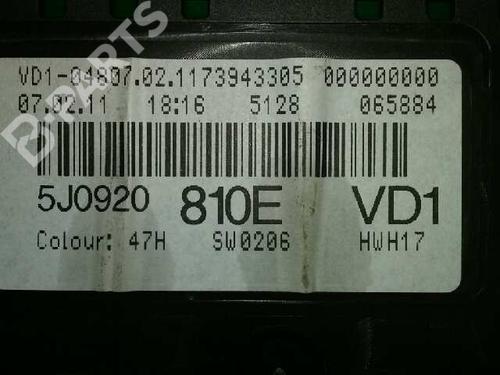 B-PARTS
VD1-04807.02.1173943305 000000000
07.02.11 18:16 5128 065884
5J0920 810E VD1
Colour: 47H SW0206 HWH17